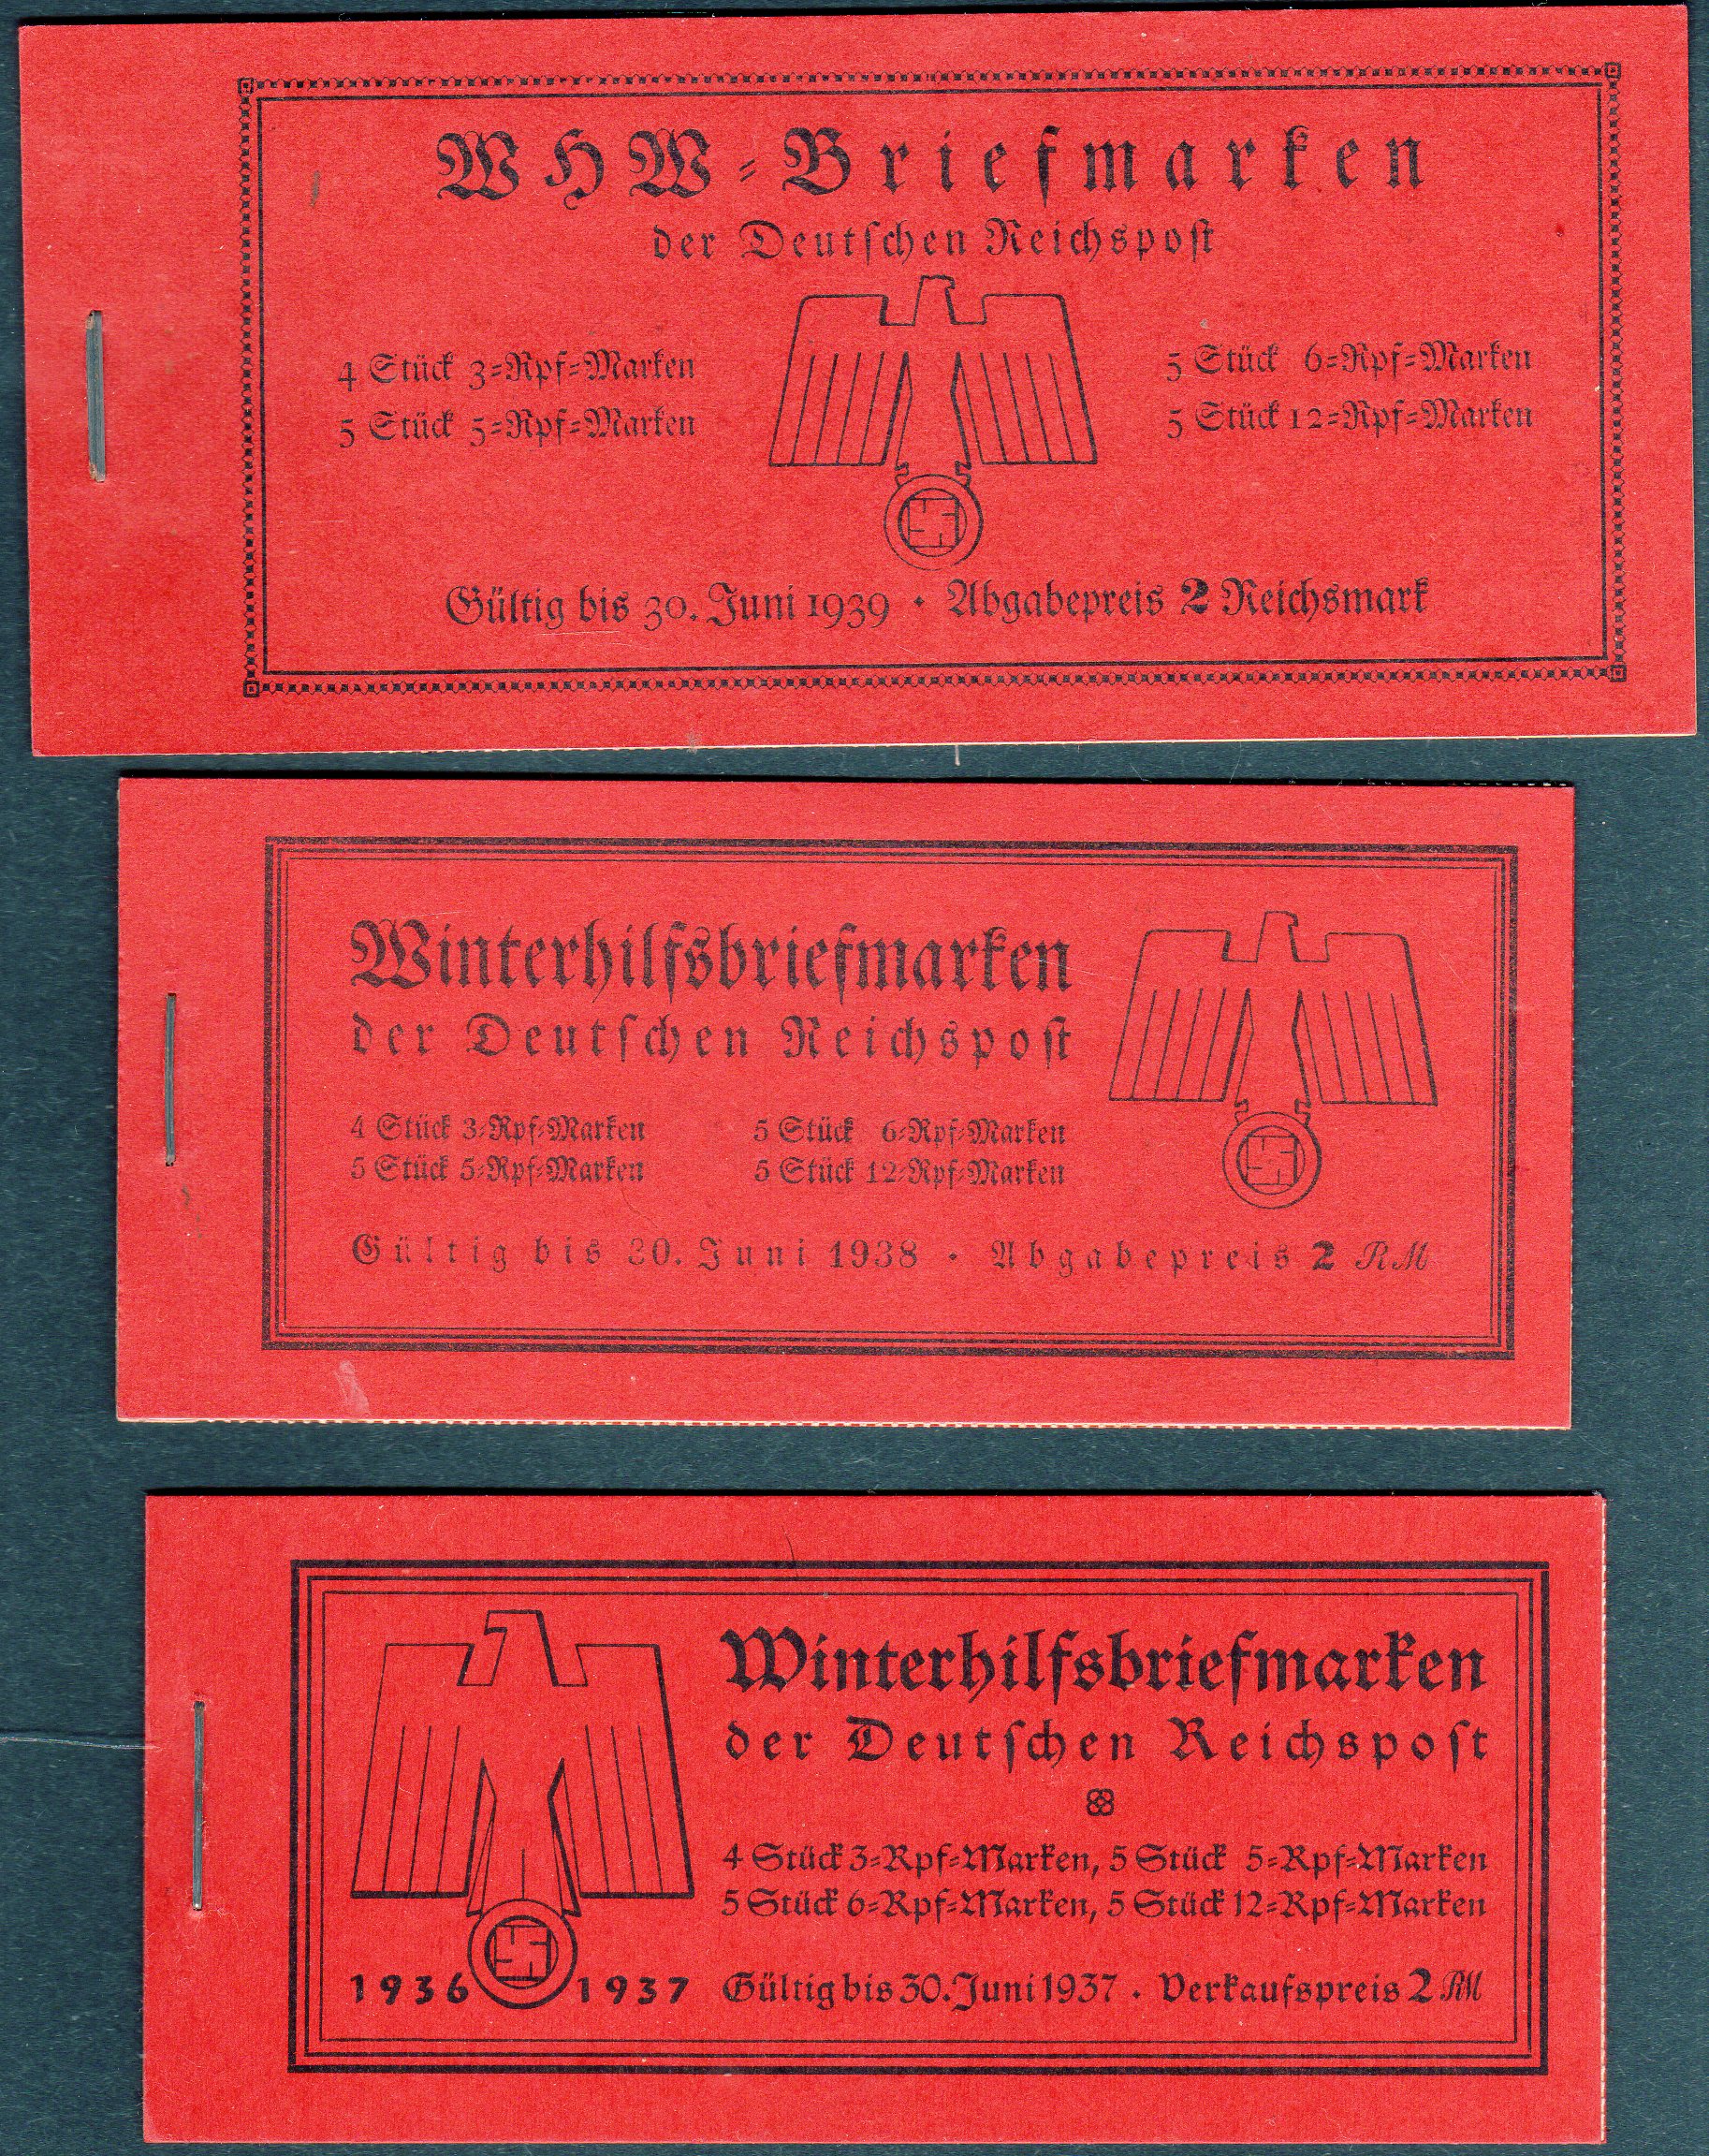 WHW-Briefmarken
der Deutschen Reichspost
4 Stück 3-Rpf-Marken
5 Stück 5-Rpf-Marken
5 Stück 6-Rpf-Marken
5 Stück 12-Rpf-Marken
Gültig bis 30. Juni 1939 · Abgabepreis 2 Reichsmark
Winterhilfsbriefmarken
der Deutschen Reichspost
4 Stück 3-Rpf-Marken
5 Stück 5-Rpf-Marken
5 Stück 6-Rpf-Marken
5 Stück 12-Rpf-Marken
Gültig bis 30. Juni 1938 · Abgabepreis 2 RM
Winterhilfsbriefmarken
der Deutschen Reichspost
4 Stück 3-Rpf-Marken, 5 Stück 5-Rpf-Marken
5 Stück 6-Rpf-Marken, 5 Stück 12-Rpf-Marken
1936 1937
Gültig bis 30. Juni 1937 · Verkaufspreis 2 RM